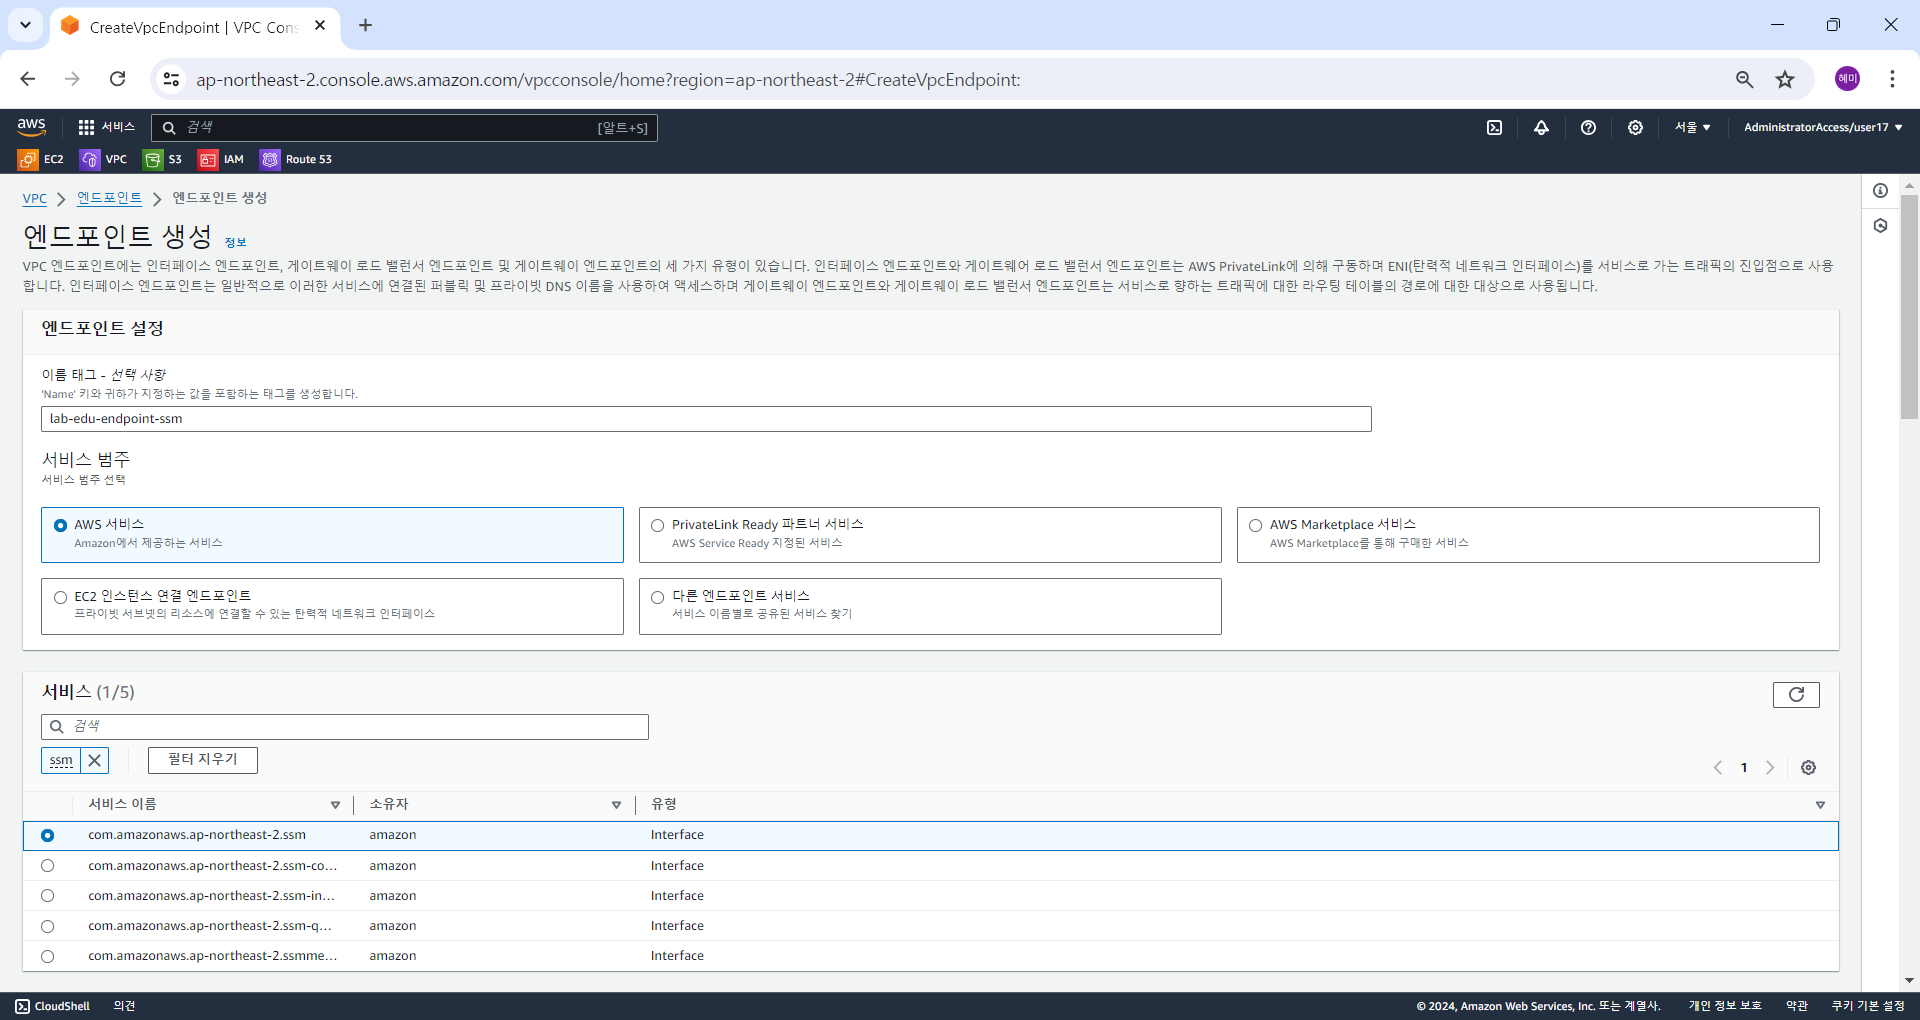 CreateVpcEndpoint | VPC Cons
ap-northeast-2.console.aws.amazon.com/vpcconsole/home?region=ap-northeast-2#CreateVpcEndpoint:
혜미
aws
서비스
검색
[알트+S]
서울
AdministratorAccess/user17
EC2
VPC
S3
IAM
Route 53
VPC
엔드포인트
엔드포인트 생성
엔드포인트 생성 정보
VPC 엔드포인트에는 인터페이스 엔드포인트, 게이트웨이 로드 밸런서 엔드포인트 및 게이트웨이 엔드포인트의 세 가지 유형이 있습니다. 인터페이스 엔드포인트와 게이트웨어 로드 밸런서 엔드포인트는 AWS PrivateLink에 의해 구동하며 ENI(탄력적 네트워크 인터페이스)를 서비스로 가는 트래픽의 진입점으로 사용
합니다. 인터페이스 엔드포인트는 일반적으로 이러한 서비스에 연결된 퍼블릭 및 프라이빗 DNS 이름을 사용하여 액세스하며 게이트웨이 엔드포인트와 게이트웨이 로드 밸런서 엔드포인트는 서비스로 향하는 트래픽에 대한 라우팅 테이블의 경로에 대한 대상으로 사용됩니다.
엔드포인트 설정
이름 태그 - 선택 사항
'Name' 키와 귀하가 지정하는 값을 포함하는 태그를 생성합니다.
lab-edu-endpoint-ssm
서비스 범주
서비스 범주 선택
AWS 서비스
Amazon에서 제공하는 서비스
PrivateLink Ready 파트너 서비스
AWS Service Ready 지정된 서비스
AWS Marketplace 서비스
AWS Marketplace를 통해 구매한 서비스
EC2 인스턴스 연결 엔드포인트
프라이빗 서브넷의 리소스에 연결할 수 있는 탄력적 네트워크 인터페이스
다른 엔드포인트 서비스
서비스 이름별로 공유된 서비스 찾기
서비스 (1/5)
검색
ssm
필터 지우기
1
서비스 이름
소유자
유형
com.amazonaws.ap-northeast-2.ssm amazon Interface
com.amazonaws.ap-northeast-2.ssm-co... amazon Interface
com.amazonaws.ap-northeast-2.ssm-in... amazon Interface
com.amazonaws.ap-northeast-2.ssm-q... amazon Interface
com.amazonaws.ap-northeast-2.ssmme... amazon Interface
CloudShell
의견
© 2024, Amazon Web Services, Inc. 또는 계열사.
개인 정보 보호
약관
쿠키 기본 설정